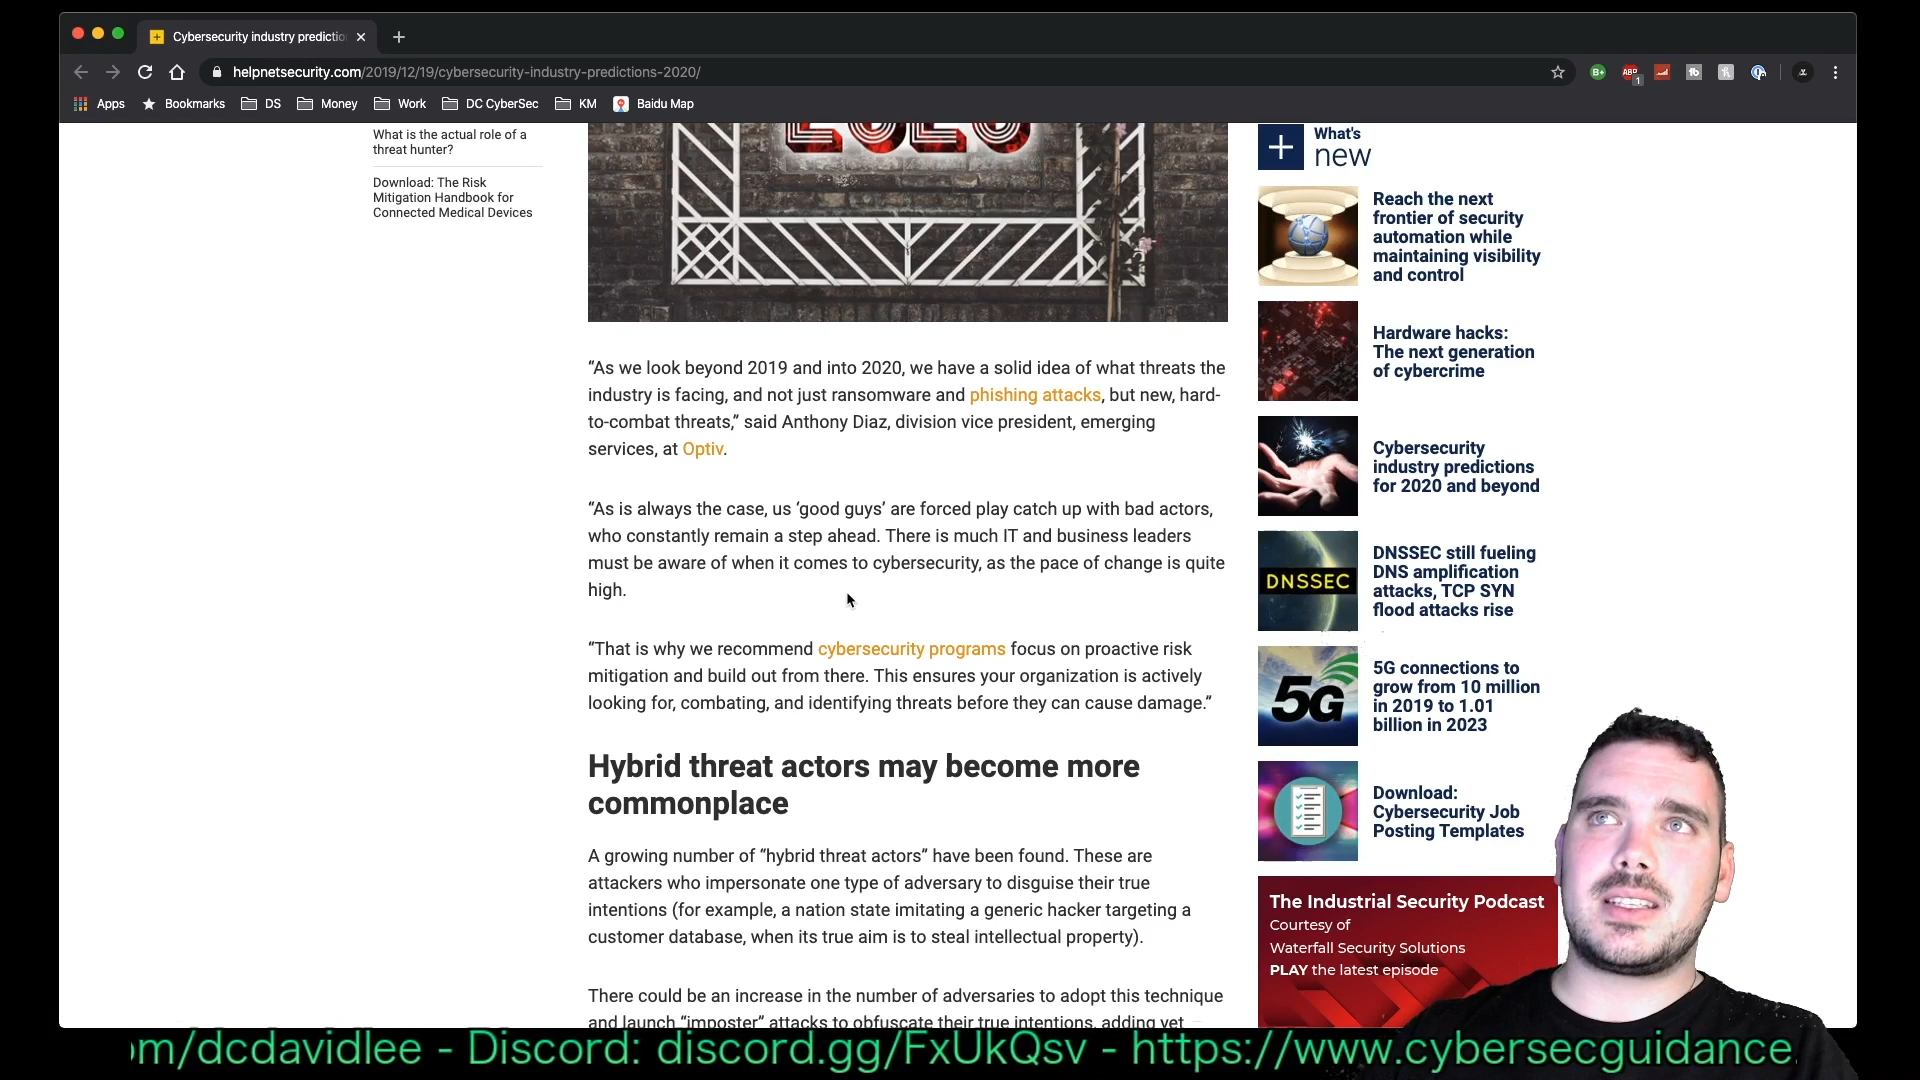 Cybersecurity industry predictio
helpnetsecurity.com/2019/12/19/cybersecurity-industry-predictions-2020/
Apps Bookmarks DS Money Work DC CyberSec KM Baidu Map
What is the actual role of a
threat hunter?
Download: The Risk
Mitigation Handbook for
Connected Medical Devices
2020
“As we look beyond 2019 and into 2020, we have a solid idea of what threats the
industry is facing, and not just ransomware and phishing attacks, but new, hard-
to-combat threats,” said Anthony Diaz, division vice president, emerging
services, at Optiv.
“As is always the case, us ‘good guys’ are forced play catch up with bad actors,
who constantly remain a step ahead. There is much IT and business leaders
must be aware of when it comes to cybersecurity, as the pace of change is quite
high.
“That is why we recommend cybersecurity programs focus on proactive risk
mitigation and build out from there. This ensures your organization is actively
looking for, combating, and identifying threats before they can cause damage.”
Hybrid threat actors may become more
commonplace
A growing number of “hybrid threat actors” have been found. These are
attackers who impersonate one type of adversary to disguise their true
intentions (for example, a nation state imitating a generic hacker targeting a
customer database, when its true aim is to steal intellectual property).
There could be an increase in the number of adversaries to adopt this technique
and launch “imposter” attacks to obfuscate their true intentions, adding yet
What's
new
Reach the next
frontier of security
automation while
maintaining visibility
and control
Hardware hacks:
The next generation
of cybercrime
Cybersecurity
industry predictions
for 2020 and beyond
DNSSEC
DNSSEC still fueling
DNS amplification
attacks, TCP SYN
flood attacks rise
5G
5G connections to
grow from 10 million
in 2019 to 1.01
billion in 2023
Download:
Cybersecurity Job
Posting Templates
The Industrial Security Podcast
Courtesy of
Waterfall Security Solutions
PLAY the latest episode
om/dcdavidlee - Discord: discord.gg/FxUkQsv - https://www.cybersecguidance.